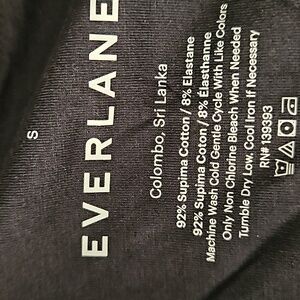 EVERLANE
S
Colombo, Sri Lanka
92% Supima Cotton / 8% Elastane
92% Supima Coton / 8% Élasthanne
Machine Wash Cold Gentle Cycle With Like Colors
Only Non Chlorine Bleach When Needed
Tumble Dry Low, Cool Iron If Necessary
RN# 139393